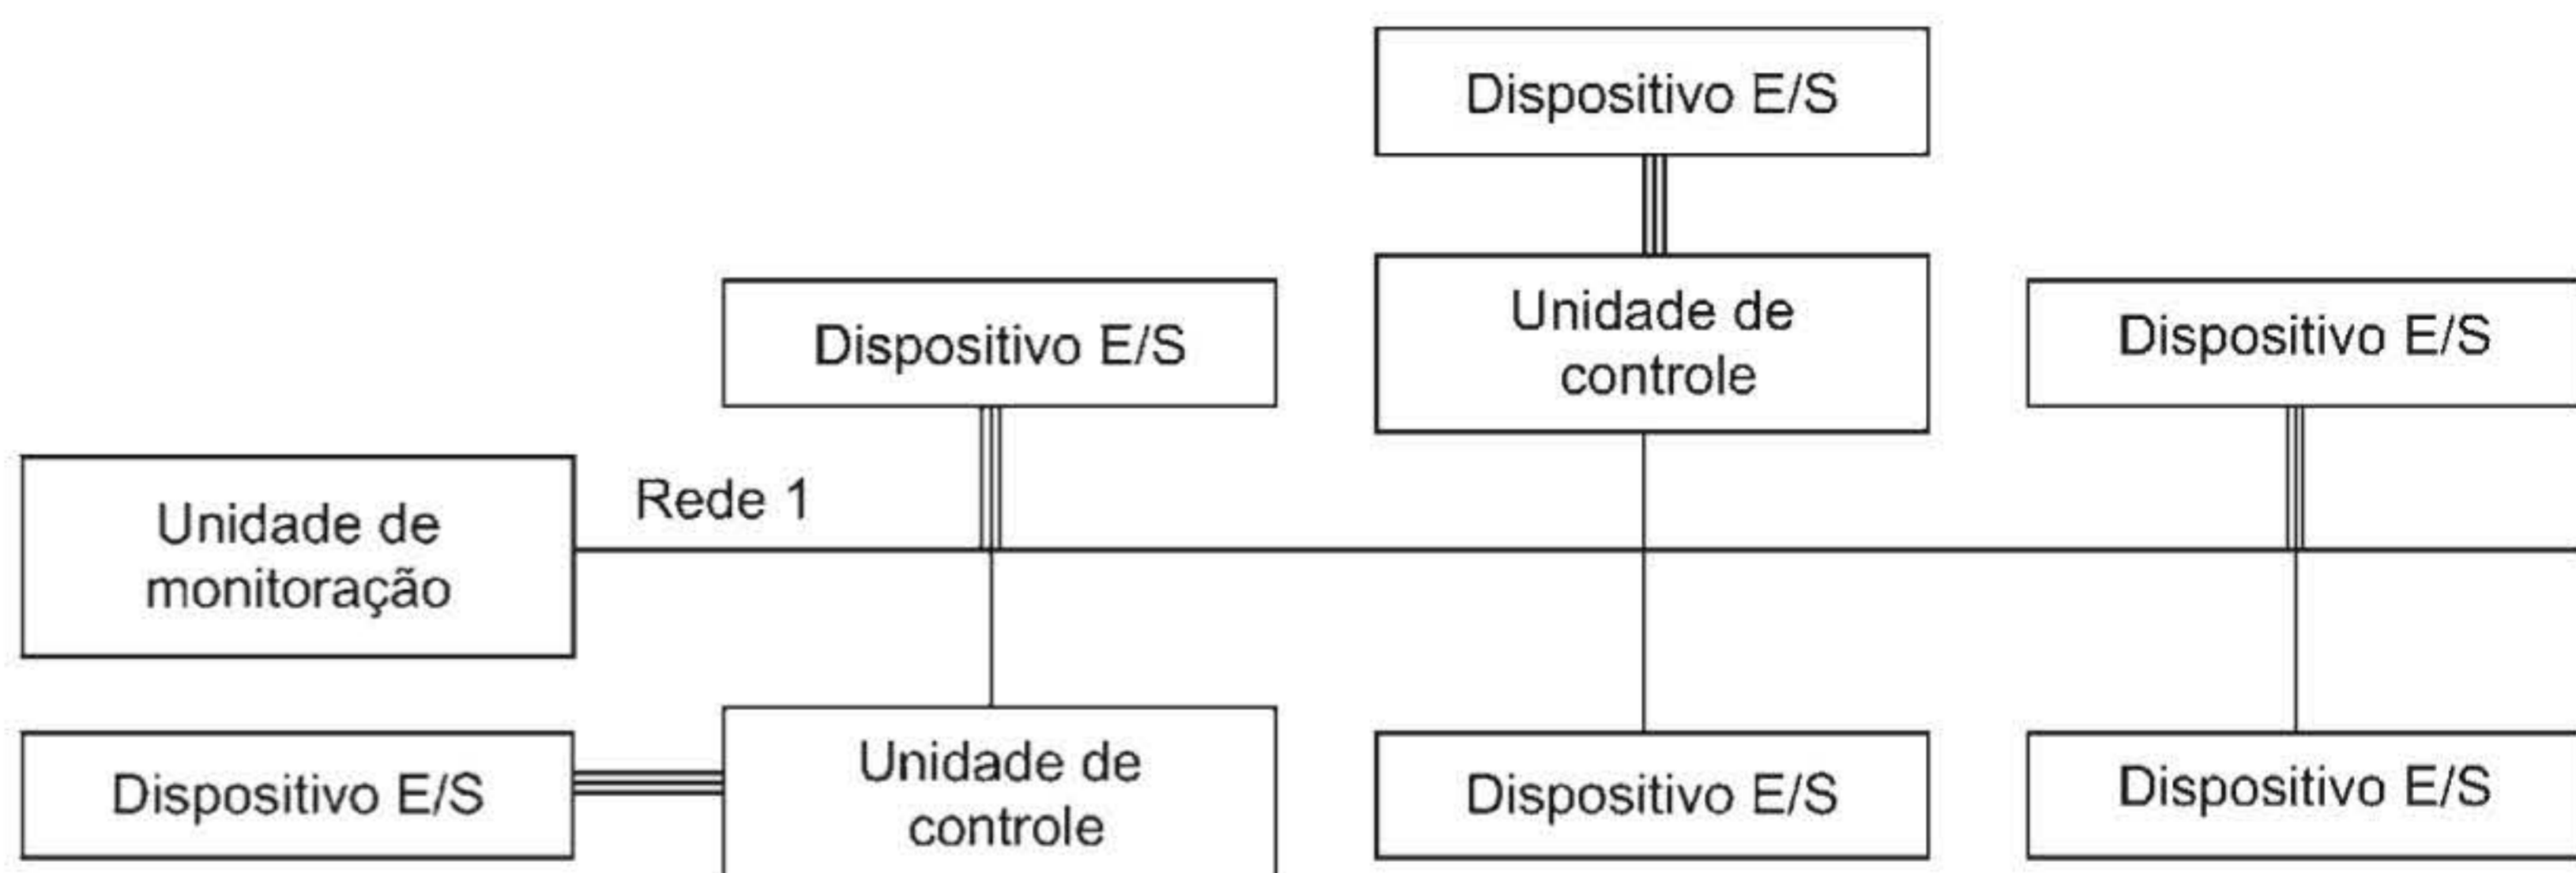 Dispositivo E/S
Unidade de
controle
Dispositivo E/S
Dispositivo E/S
Unidade de
monitoração
Rede 1
Dispositivo E/S
Unidade de
controle
Dispositivo E/S
Dispositivo E/S